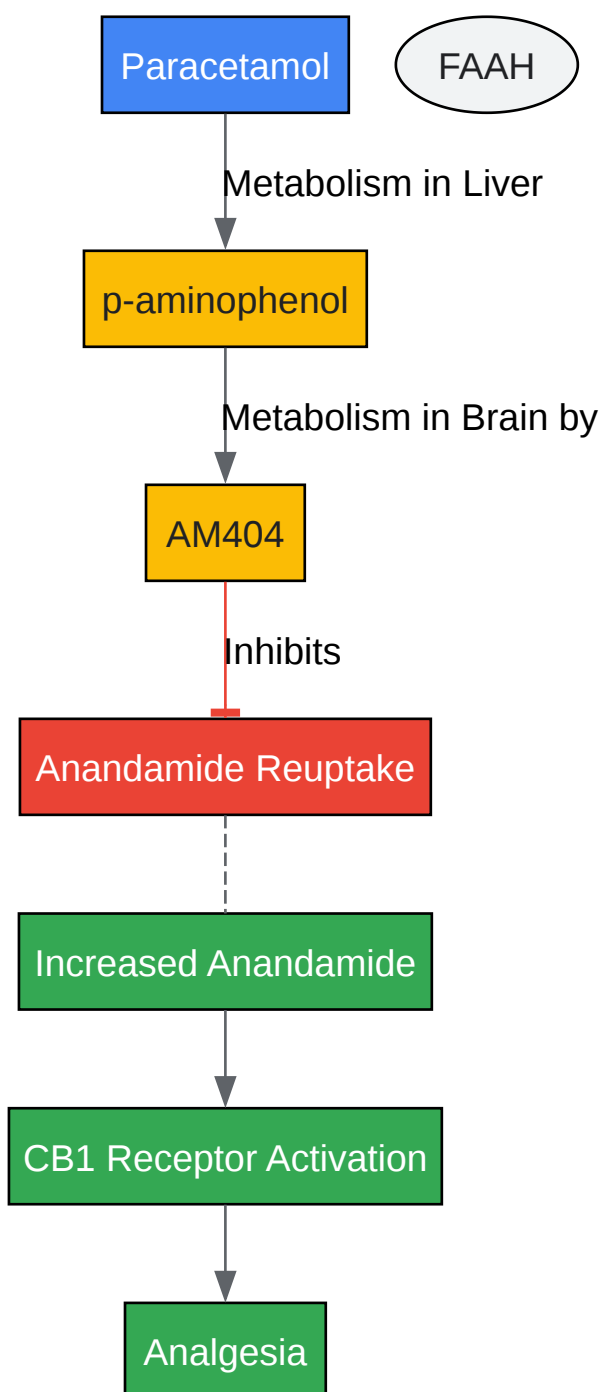 Paracetamol
FAAH
Metabolism in Liver
p-aminophenol
Metabolism in Brain by
AM404
Inhibits
Anandamide Reuptake
Increased Anandamide
CB1 Receptor Activation
Analgesia